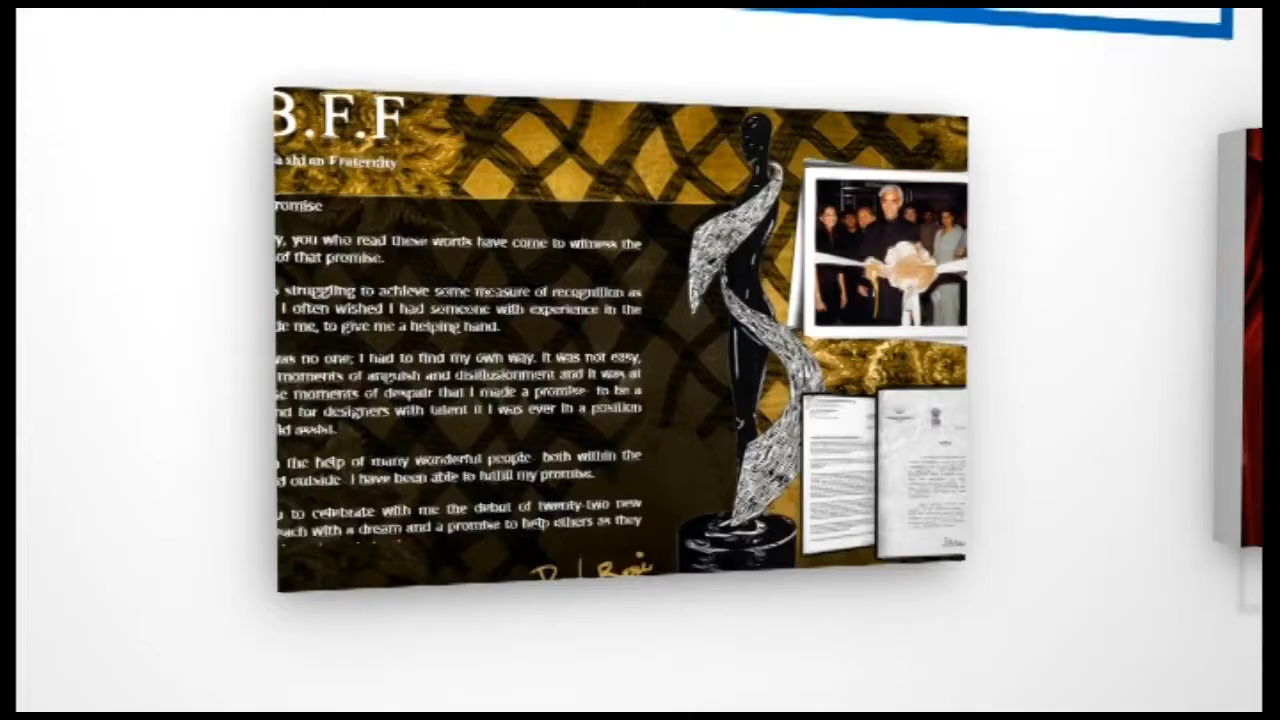 B.F.F
Fraternity
romise
y, you who read these words have come to witness the
of that promise.
s struggling to achieve some measure of recognition as
I often wished I had someone with experience in the
de me, to give me a helping hand.
was no one; I had to find my own way. It was not easy,
moments of anguish and disillusionment and it was at
e moments of despair that I made a promise- to be a
nd for designers with talent if I was ever in a position
ld assist.
the help of many wonderful people, both within the
d outside, I have been able to fulfill my promise.
u to celebrate with me the debut of twenty-two new
each with a dream and a promise to help others as they